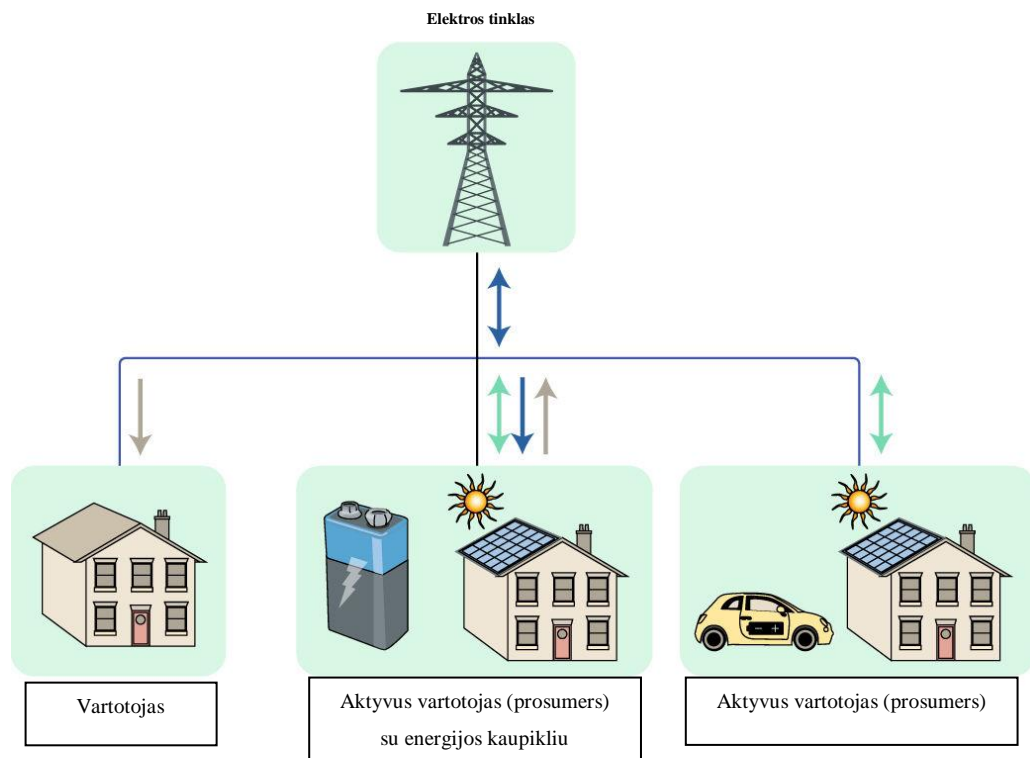 Elektros tinklas
Vartotojas
Aktyvus vartotojas (prosumers)
su energijos kaupikliu
Aktyvus vartotojas (prosumers)